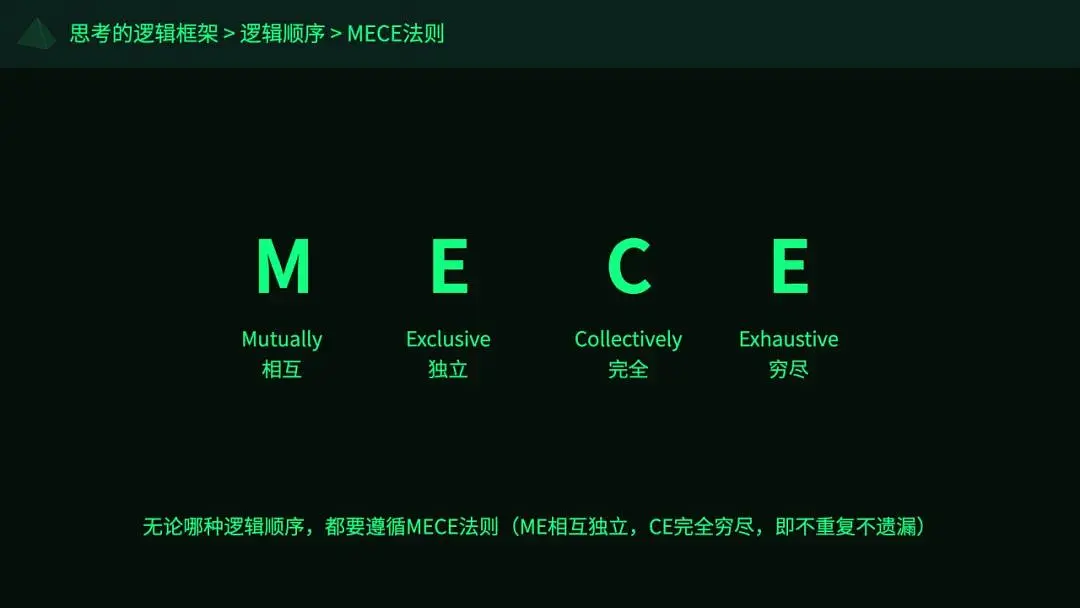 思考的逻辑框架 > 逻辑顺序 > MECE法则
M E C E
Mutually Exclusive Collectively Exhaustive
相互 独立 完全 穷尽
无论哪种逻辑顺序，都要遵循MECE法则（ME相互独立，CE完全穷尽，即不重复不遗漏）